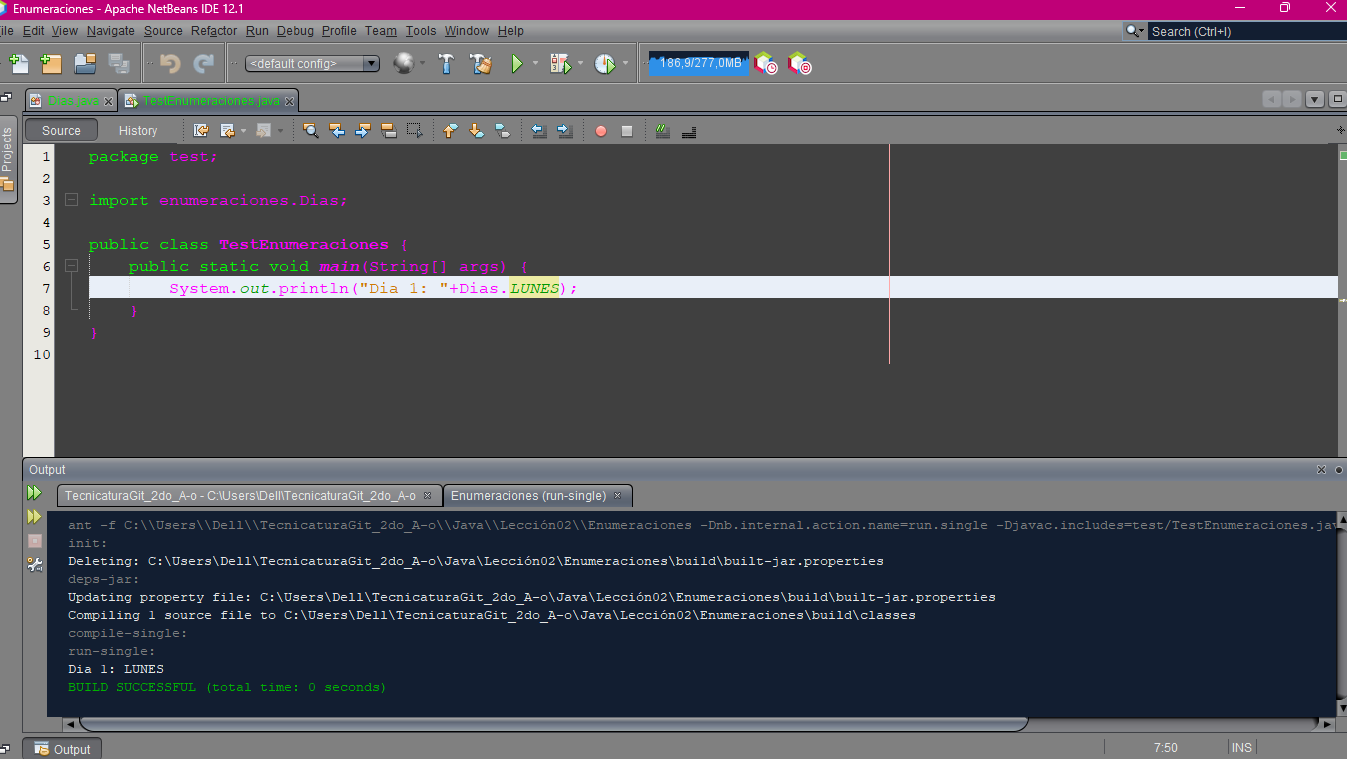 Enumeraciones - Apache NetBeans IDE 12.1
ile Edit View Navigate Source Refactor Run Debug Profile Team Tools Window Help
Search (Ctrl+I)
<default config>
186,9/277,0MB
Dias.java
TestEnumeraciones.java
Projects
Source History
1 package test;
2
3 import enumeraciones.Dias;
4
5 public class TestEnumeraciones {
6 public static void main(String[] args) {
7 System.out.println("Dia 1: "+Dias.LUNES);
8 }
9 }
10
Output
TecnicaturaGit_2do_A-o - C:\Users\Dell\TecnicaturaGit_2do_A-o
Enumeraciones (run-single)
ant -f C:\\Users\\Dell\\TecnicaturaGit_2do_A-o\\Java\\Lección02\\Enumeraciones -Dnb.internal.action.name=run.single -Djavac.includes=test/TestEnumeraciones.jav
init:
Deleting: C:\Users\Dell\TecnicaturaGit_2do_A-o\Java\Lección02\Enumeraciones\build\built-jar.properties
deps-jar:
Updating property file: C:\Users\Dell\TecnicaturaGit_2do_A-o\Java\Lección02\Enumeraciones\build\built-jar.properties
Compiling 1 source file to C:\Users\Dell\TecnicaturaGit_2do_A-o\Java\Lección02\Enumeraciones\build\classes
compile-single:
run-single:
Dia 1: LUNES
BUILD SUCCESSFUL (total time: 0 seconds)
Output
7:50
INS